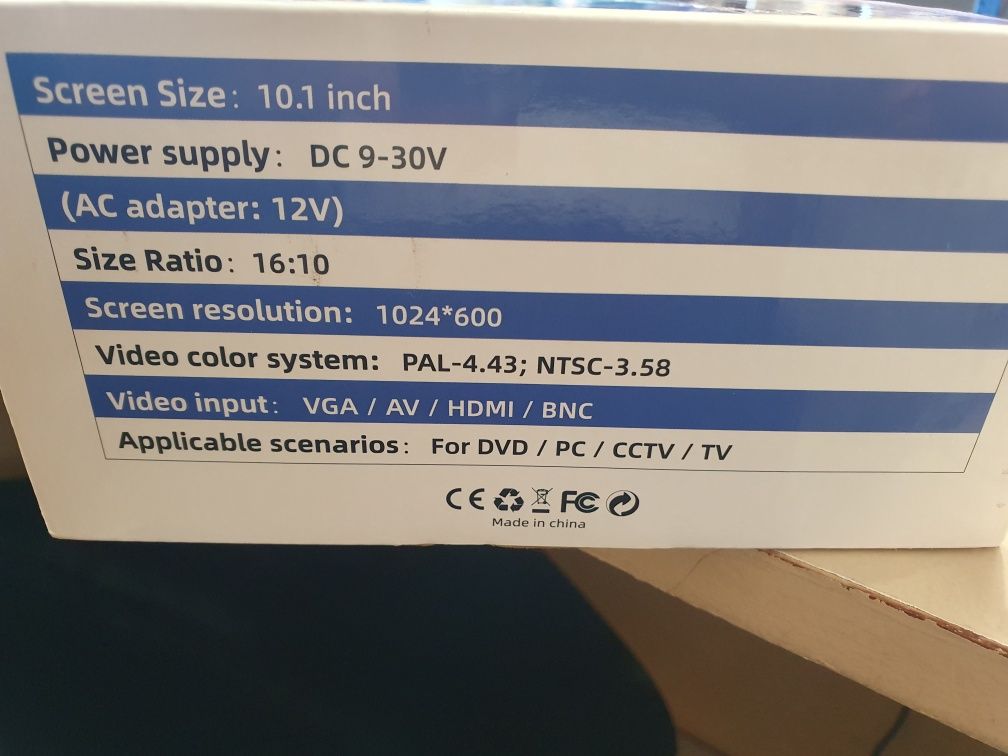 Screen Size: 10.1 inch
Power supply: DC 9-30V
(AC adapter: 12V)
Size Ratio: 16:10
Screen resolution: 1024*600
Video color system: PAL-4.43; NTSC-3.58
Video input: VGA / AV / HDMI / BNC
Applicable scenarios: For DVD / PC / CCTV / TV
CE FC
Made in china